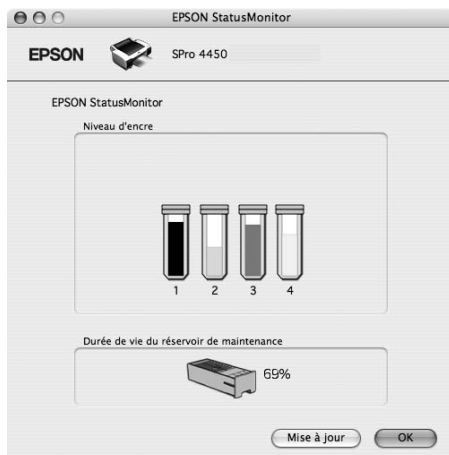 EPSON StatusMonitor
EPSON SPro 4450
EPSON StatusMonitor
Niveau d'encre
1 2 3 4
Durée de vie du réservoir de maintenance
69%
Mise à jour OK